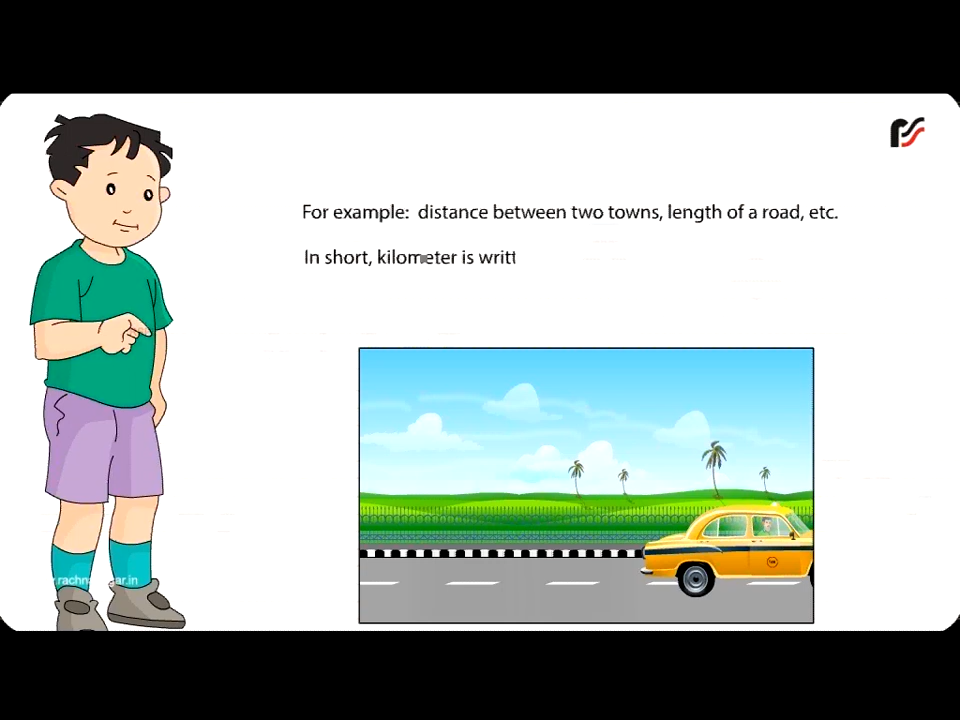 For example: distance between two towns, length of a road, etc.
In short, kilometer is writt